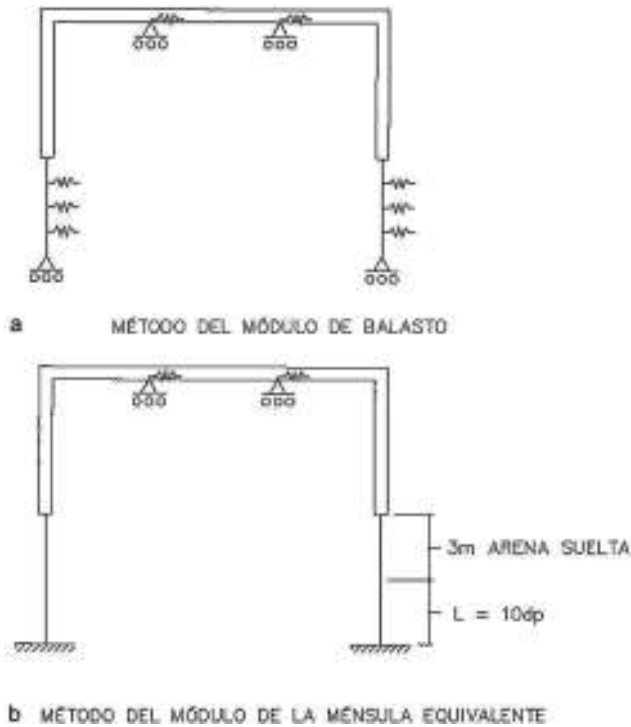 a MÉTODO DEL MÓDULO DE BALASTO
3m ARENA SUELTA
L = 10dp
b MÉTODO DEL MÓDULO DE LA MÉNSULA EQUIVALENTE